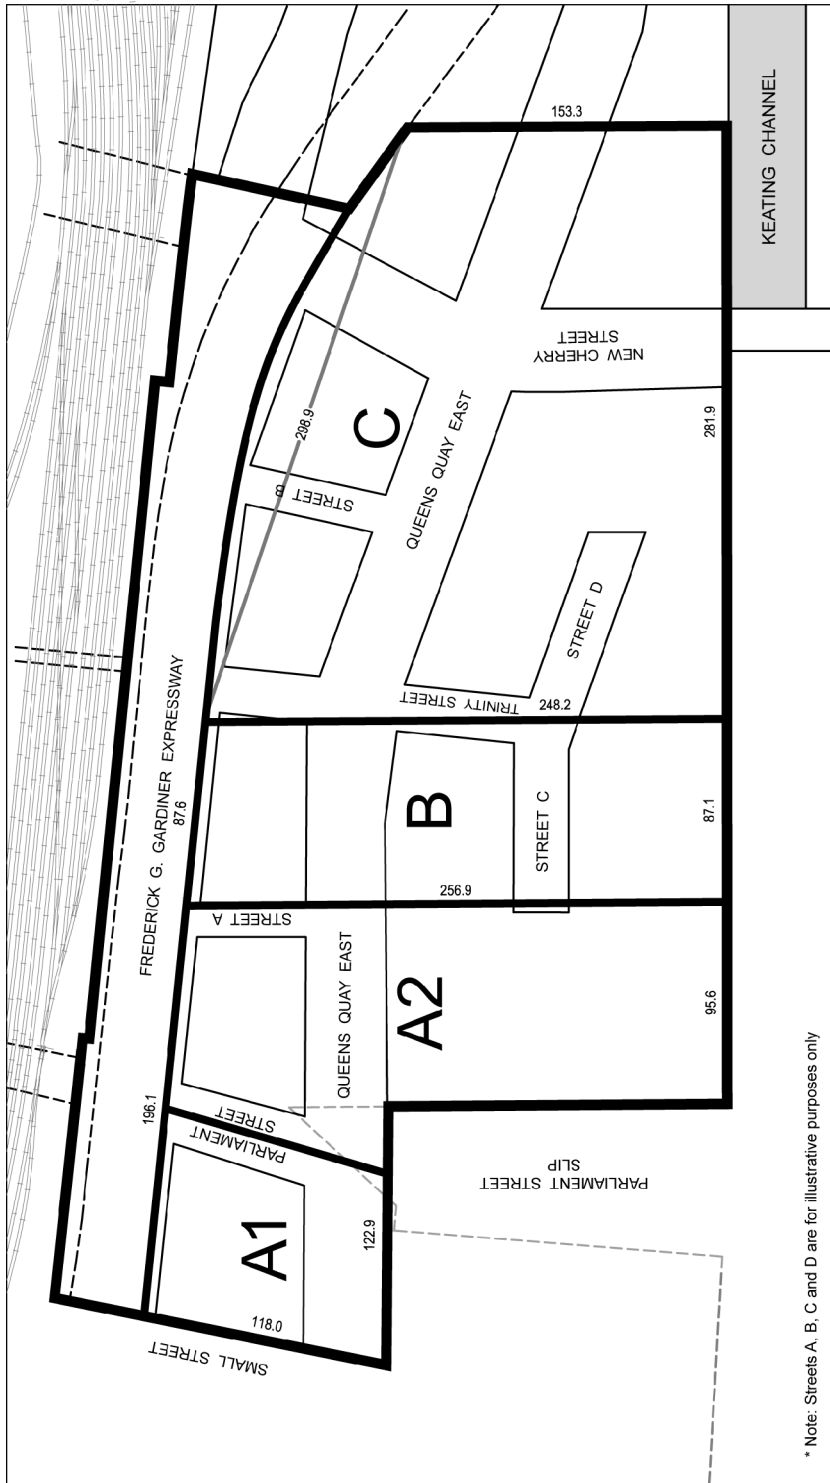 FREDERICK G. GARDINER EXPRESSWAY
87.6
196.1
SMALL STREET
118.0
A1
122.9
PARLIAMENT
STREET
STREET A
QUEENS QUAY EAST
A2
95.6
PARLIAMENT STREET
SLIP
256.9
B
STREET C
87.1
248.2
TRINITY STREET
STREET D
STREET B
298.9
C
QUEENS QUAY EAST
NEW CHERRY
STREET
281.9
153.3
KEATING CHANNEL
* Note: Streets A, B, C and D are for illustrative purposes only